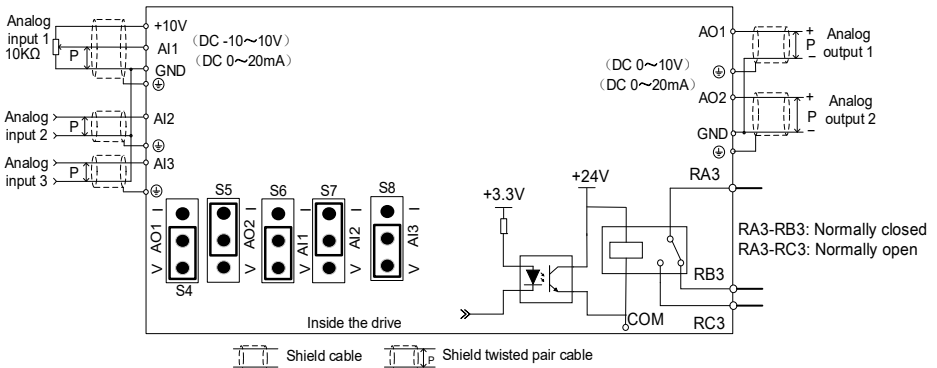 Analog
input 1
10KΩ
P
+10V
AI1
GND
(DC -10～10V)
(DC 0～20mA)
Analog
input 2
P
AI2
Analog
input 3
P
AI3
(DC 0～10V)
(DC 0～20mA)
AO1
+
P
−
Analog
output 1
AO2
GND
+
P
−
Analog
output 2
S4
V AO1 I
S5
S6
V AO2 I
S7
V AI1 I
S8
V AI2 I
V AI3 I
+3.3V
+24V
COM
RA3
RB3
RC3
RA3-RB3: Normally closed
RA3-RC3: Normally open
Inside the drive
Shield cable
P
Shield twisted pair cable